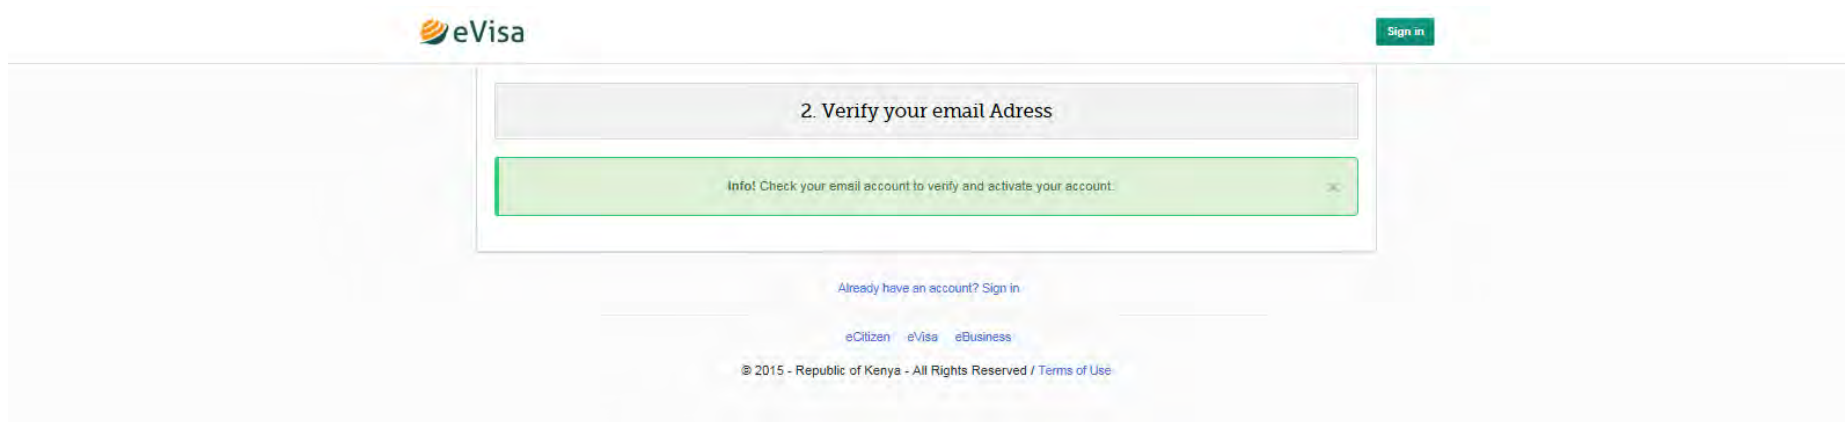 eVisa
Sign in
2. Verify your email Adress
Info! Check your email account to verify and activate your account.
×
Already have an account? Sign in
eCitizen eVisa eBusiness
© 2015 - Republic of Kenya - All Rights Reserved / Terms of Use